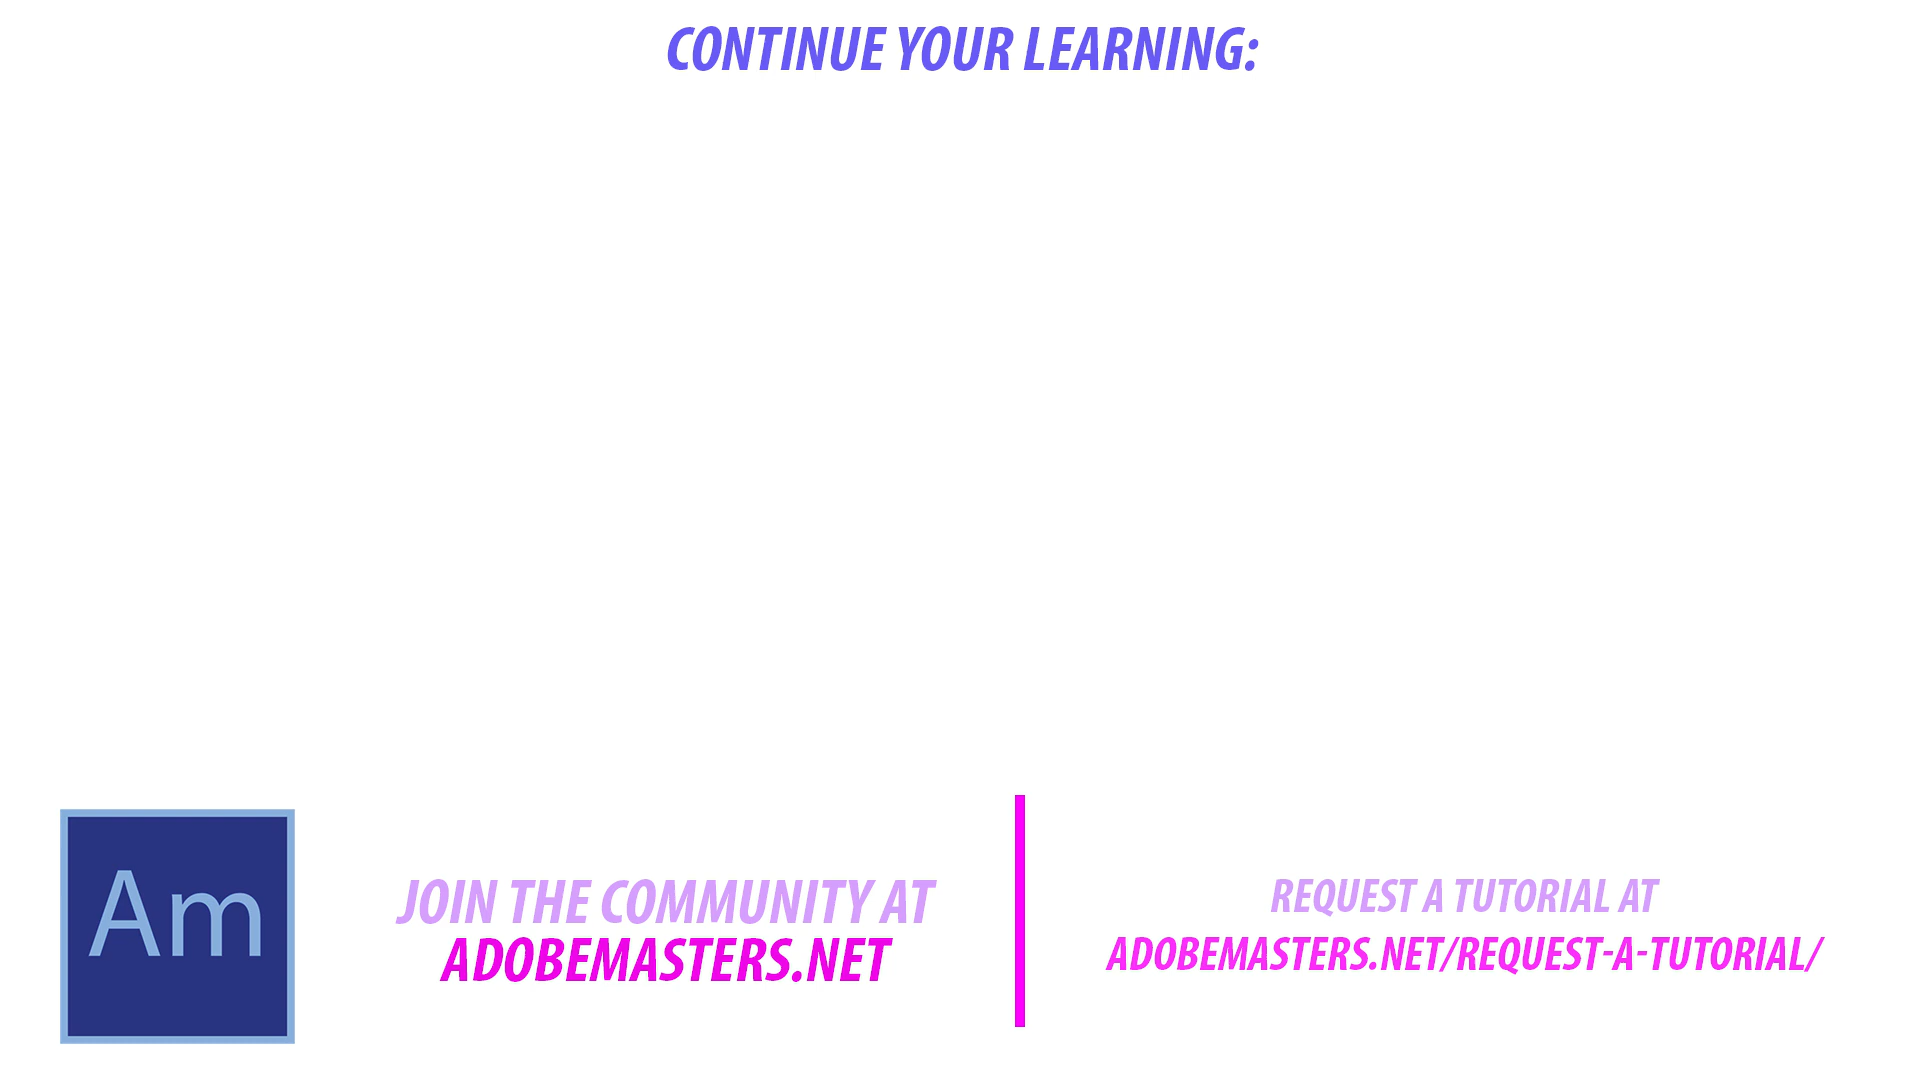 CONTINUE YOUR LEARNING:
Am
JOIN THE COMMUNITY AT
ADOBEMASTERS.NET
REQUEST A TUTORIAL AT
ADOBEMASTERS.NET/REQUEST-A-TUTORIAL/